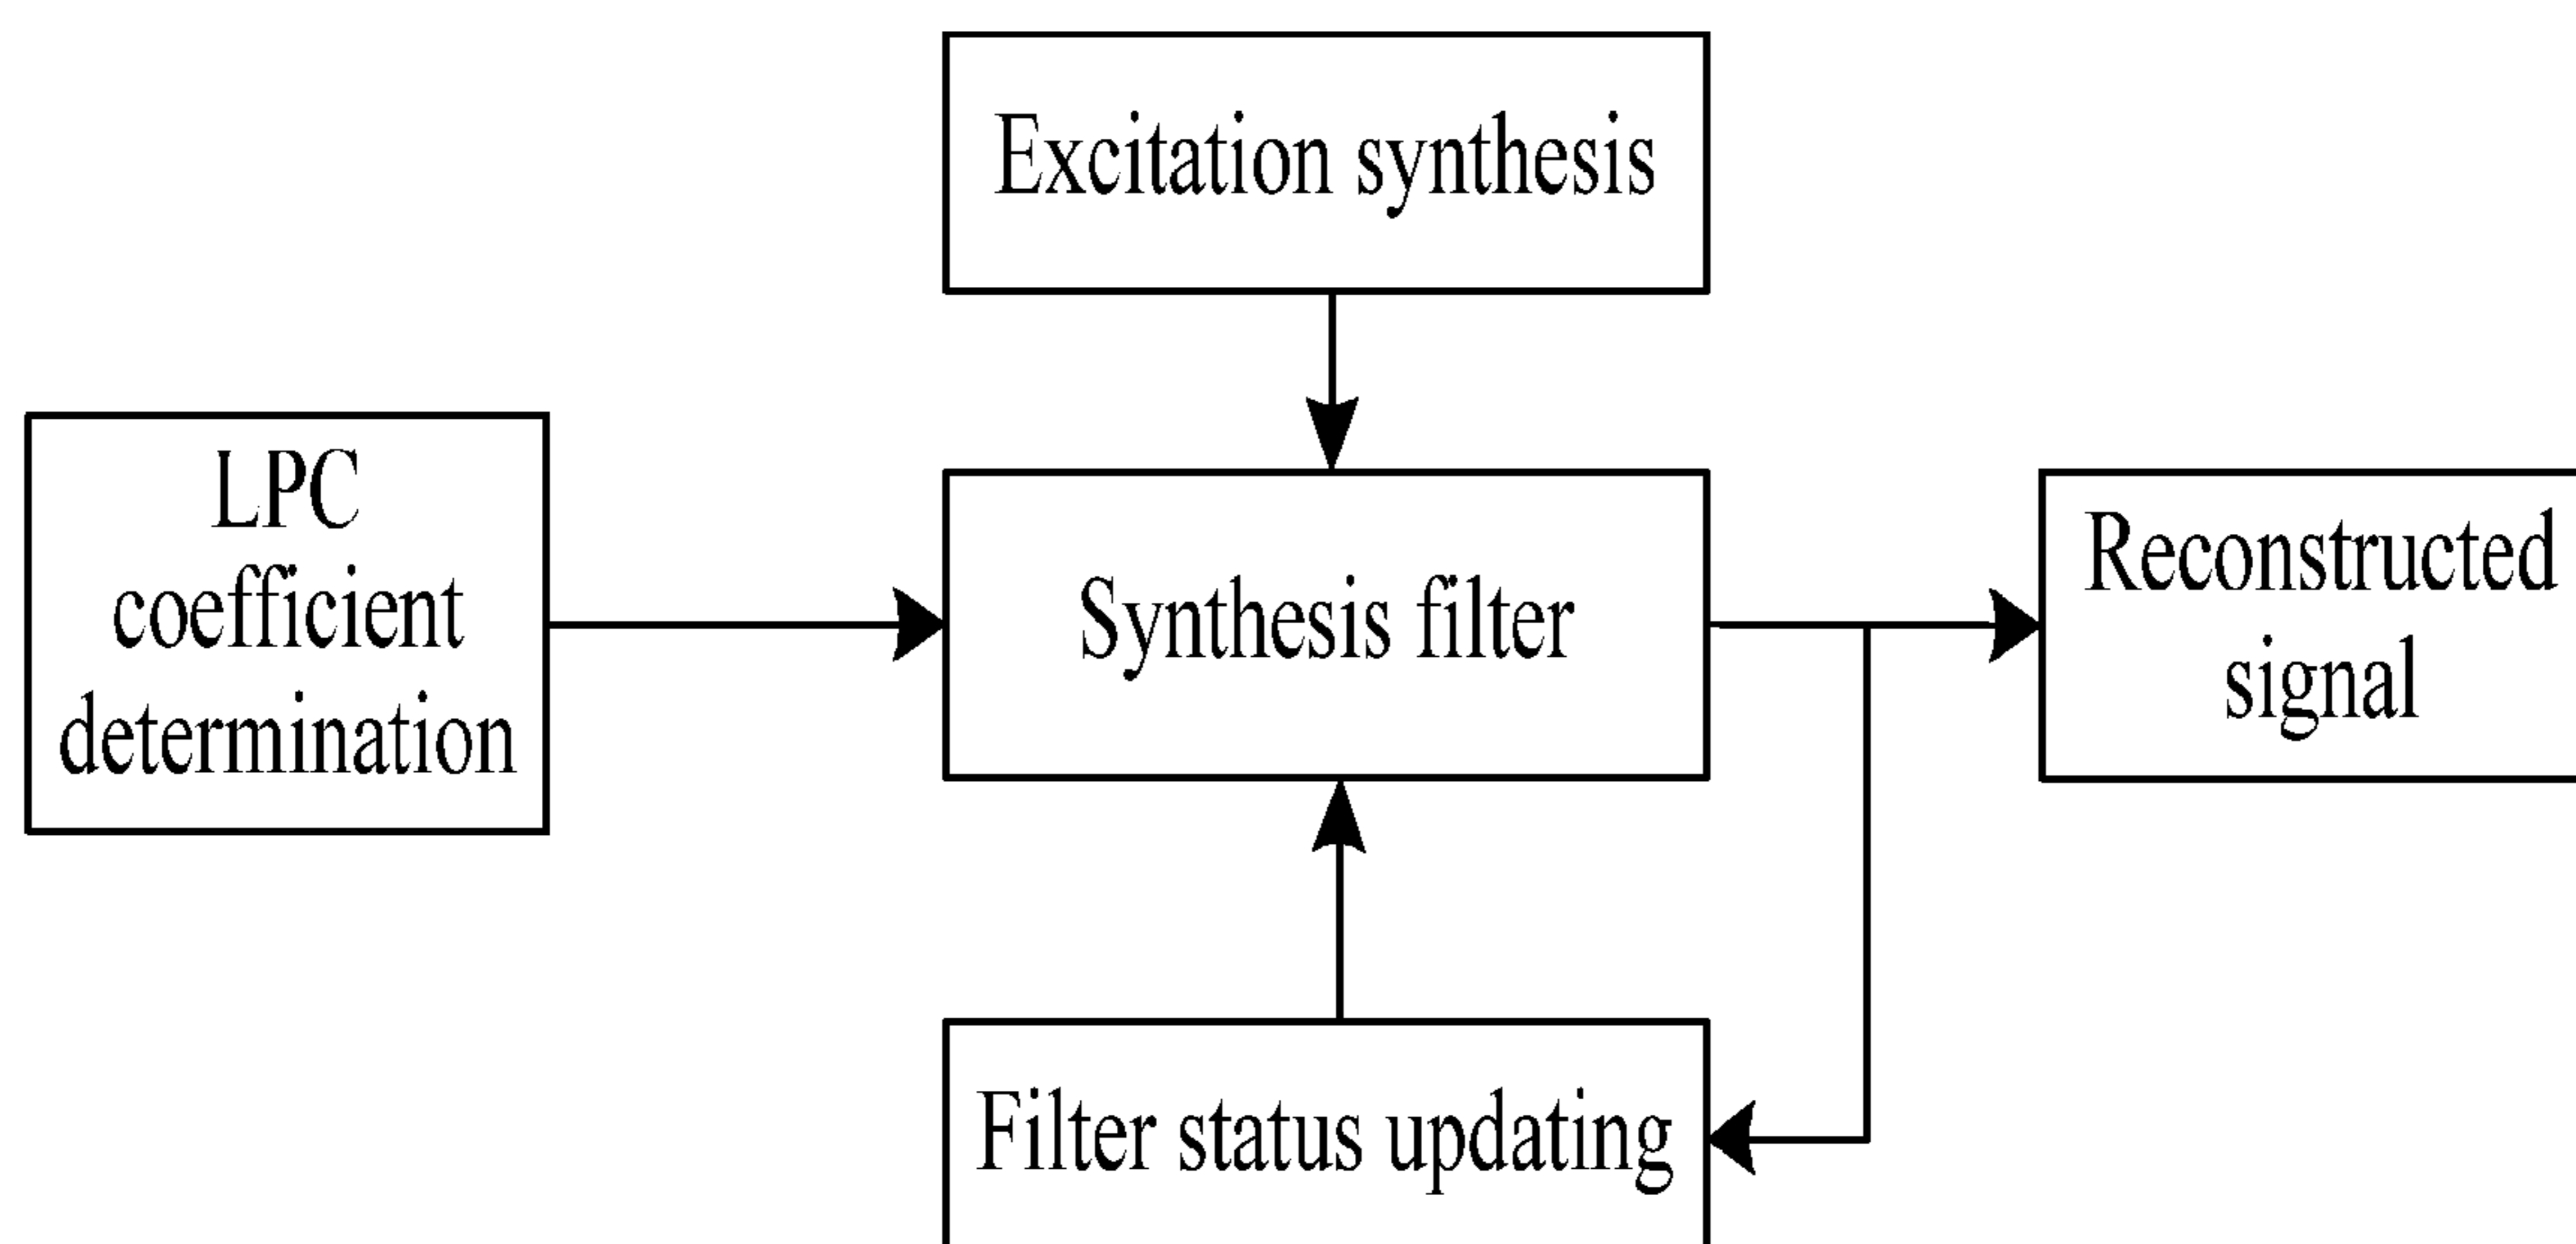 Excitation synthesis
LPC
coefficient
determination
Synthesis filter
Reconstructed
signal
Filter status updating